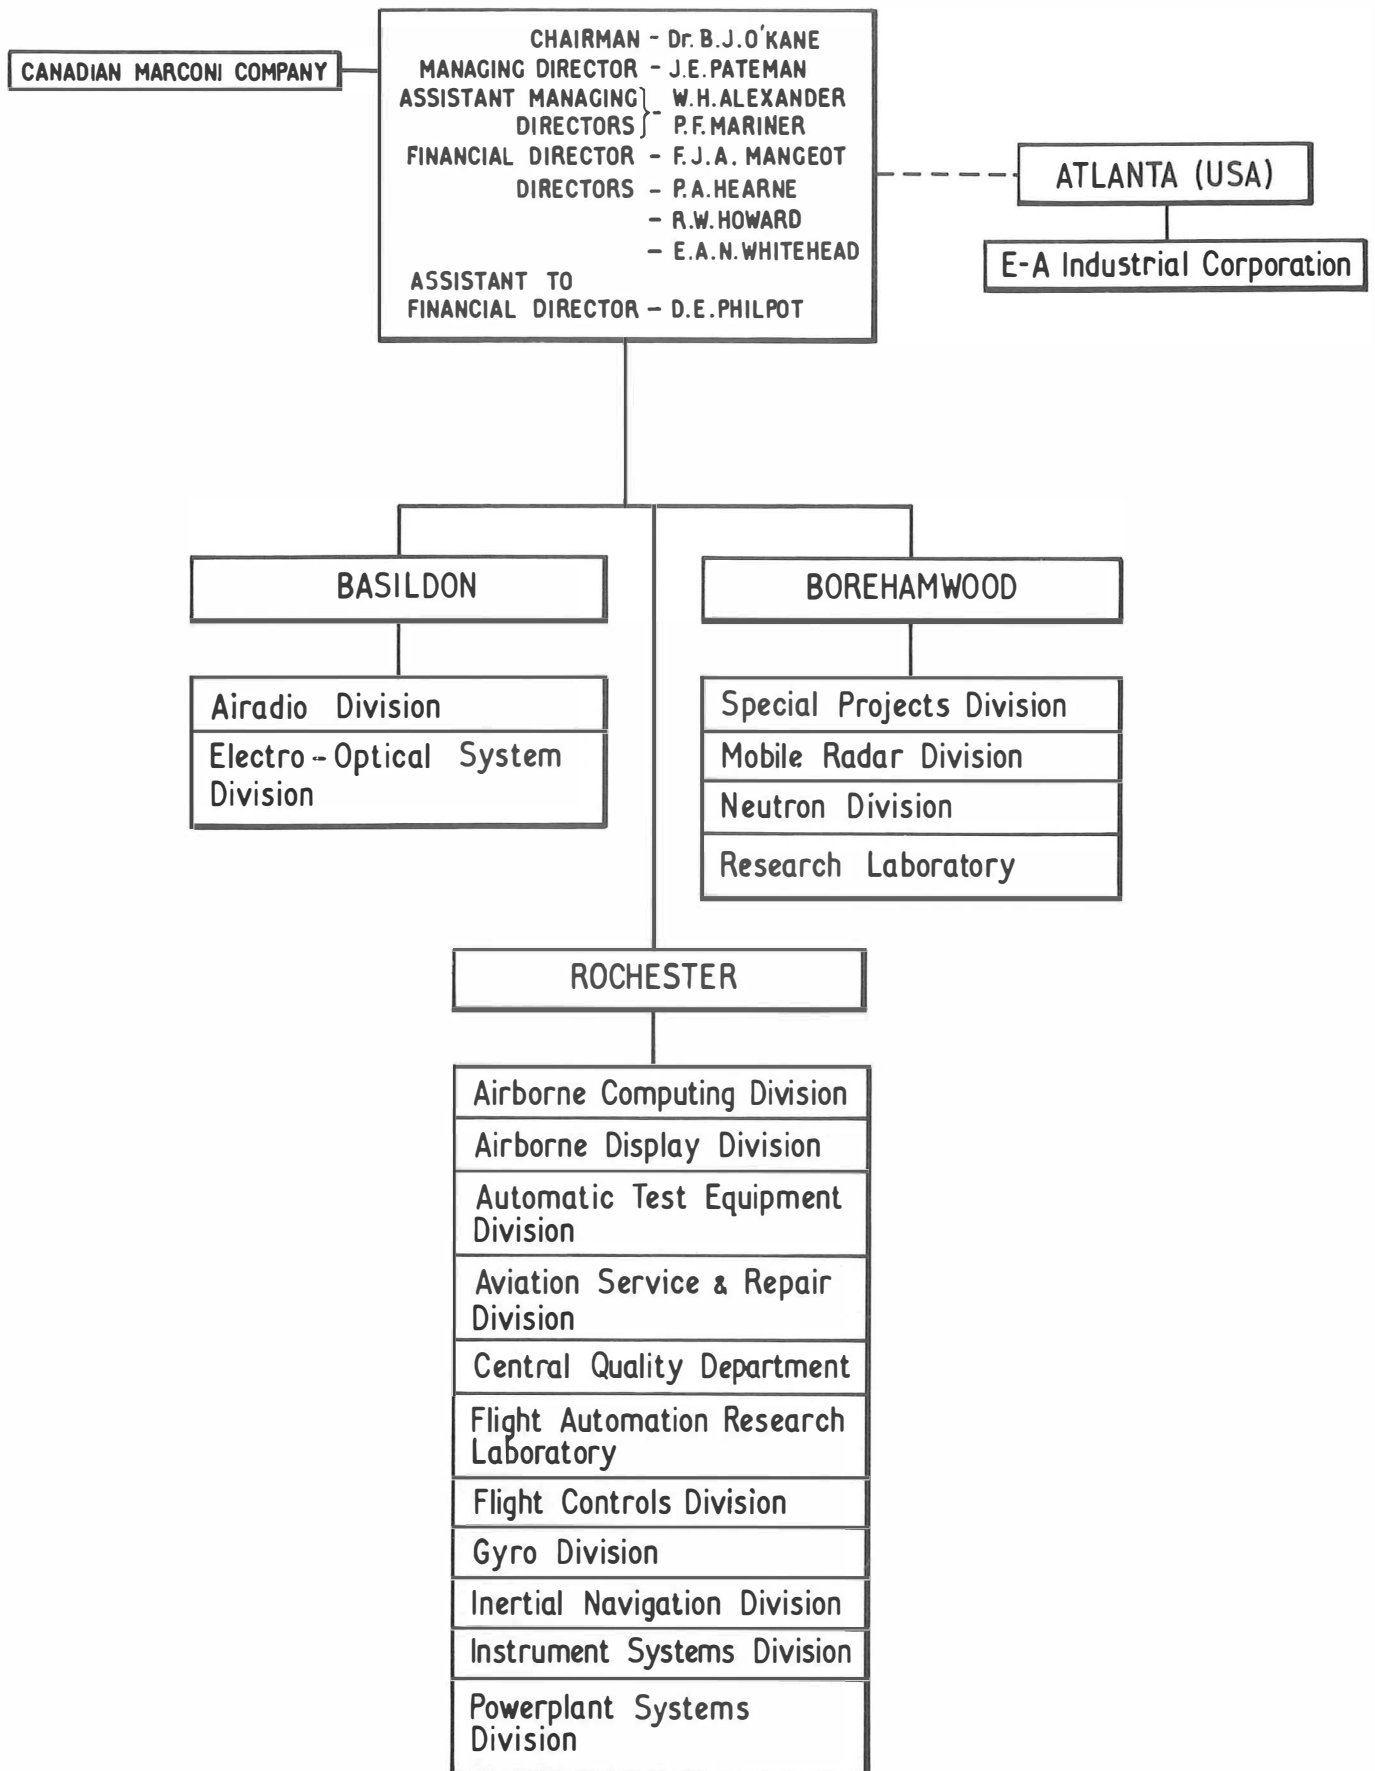 CANADIAN MARCONI COMPANY
CHAIRMAN - Dr. B.J.O'KANE
MANAGING DIRECTOR - J.E.PATEMAN
ASSISTANT MANAGING DIRECTORS } - W.H.ALEXANDER
P.F.MARINER
FINANCIAL DIRECTOR - F.J.A. MANGEOT
DIRECTORS - P.A.HEARNE
- R.W.HOWARD
- E.A.N.WHITEHEAD
ASSISTANT TO
FINANCIAL DIRECTOR - D.E.PHILPOT
ATLANTA (USA)
E-A Industrial Corporation
BASILDON
Airadio Division
Electro-Optical System
Division
BOREHAMWOOD
Special Projects Division
Mobile Radar Division
Neutron Division
Research Laboratory
ROCHESTER
Airborne Computing Division
Airborne Display Division
Automatic Test Equipment
Division
Aviation Service & Repair
Division
Central Quality Department
Flight Automation Research
Laboratory
Flight Controls Division
Gyro Division
Inertial Navigation Division
Instrument Systems Division
Powerplant Systems
Division